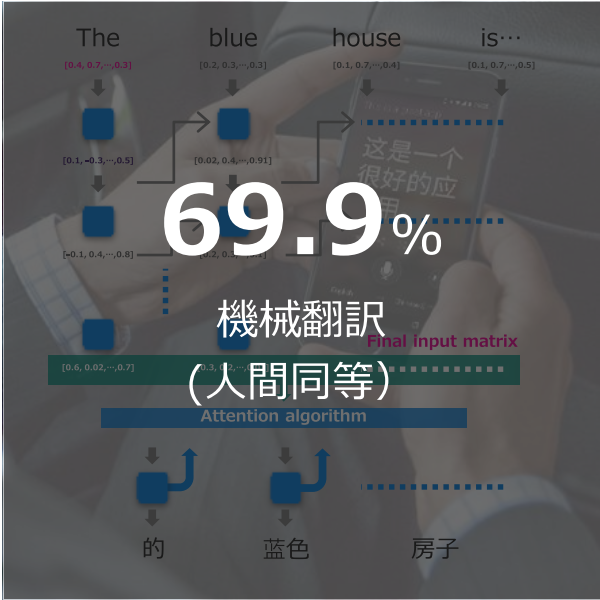 The blue house is…
[0.4, 0.7,…,0.3] [0.2, 0.3,…,0.3] [0.1, 0.7,…,0.4] [0.1, 0.7,…,0.5]
[0.1, -0.3,…,0.5] [0.02, 0.4,…,0.91]
这是一个
很好的应
用
69.9%
[-0.1, 0.4,…,0.8]
機械翻訳
Final input matrix
(人間同等）
[0.6, 0.02,…,0.7]
Attention algorithm
的 蓝色 房子